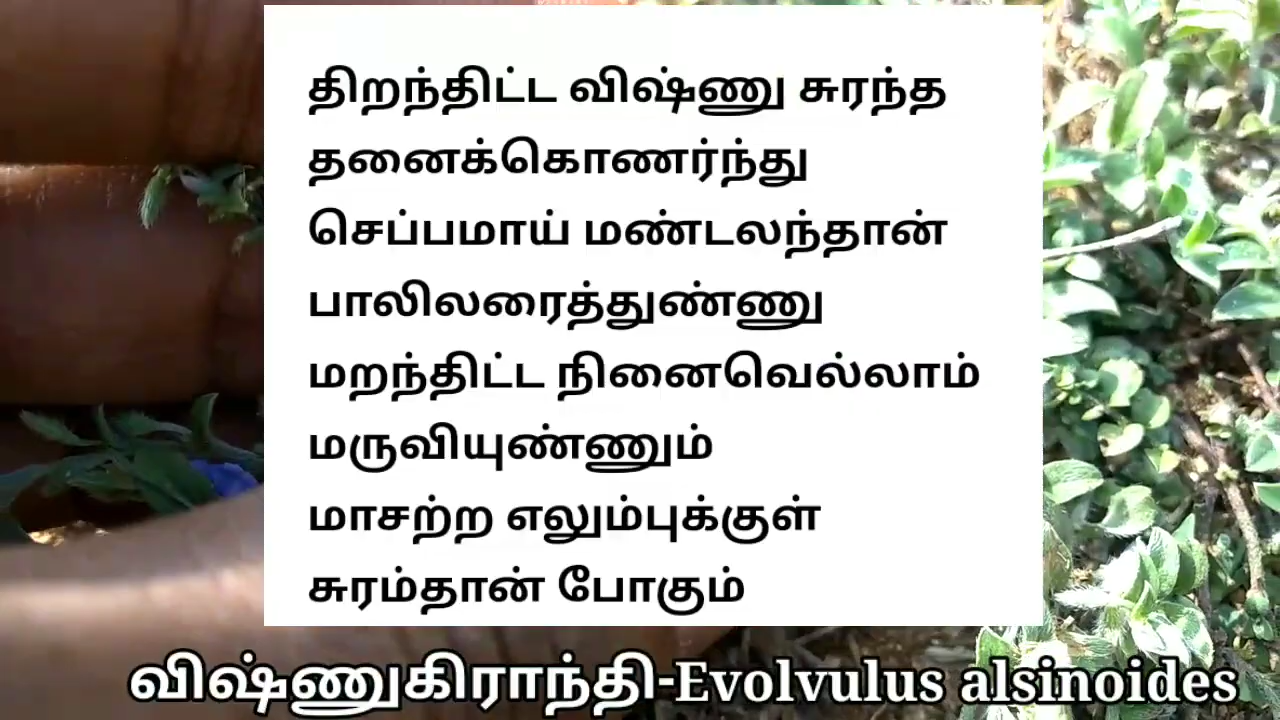 திறந்திட்ட விஷ்ணு சுரந்த
தனைக்கொணர்ந்து
செப்பமாய் மண்டலந்தான்
பாலிலரைத்துண்ணு
மறந்திட்ட நினைவெல்லாம்
மருவியுண்ணும்
மாசற்ற எலும்புக்குள்
சுரம்தான் போகும்
விஷ்ணுகிராந்தி-Evolvulus alsinoides